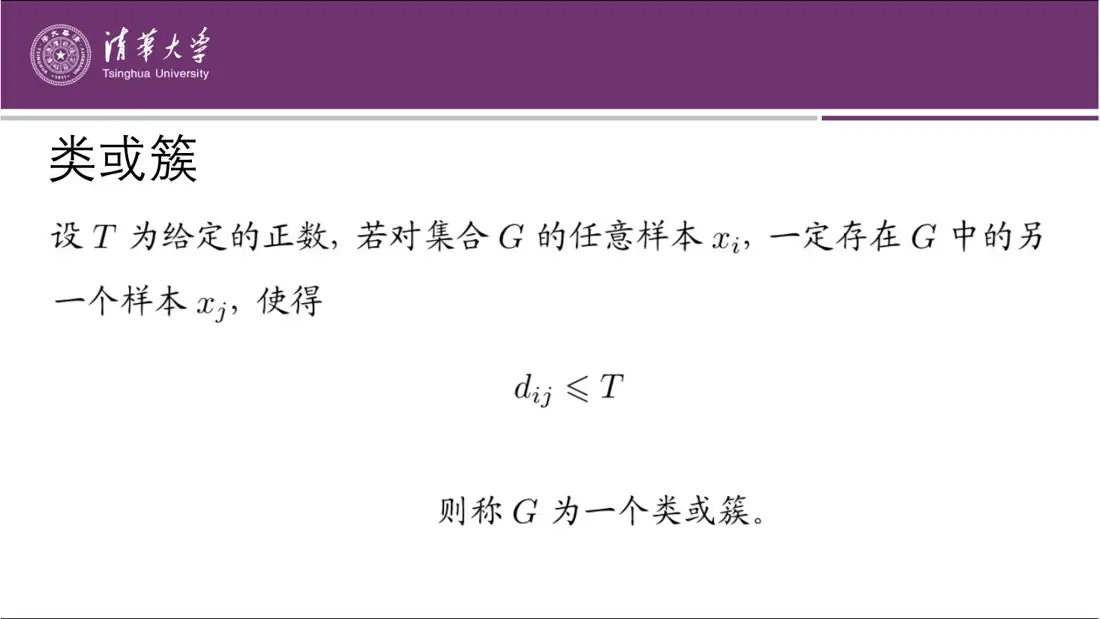 清华大学
Tsinghua University
类或簇
设 T 为给定的正数，若对集合 G 的任意样本 xᵢ，一定存在 G 中的另
一个样本 xⱼ，使得
dᵢⱼ ⩽ T
则称 G 为一个类或簇。